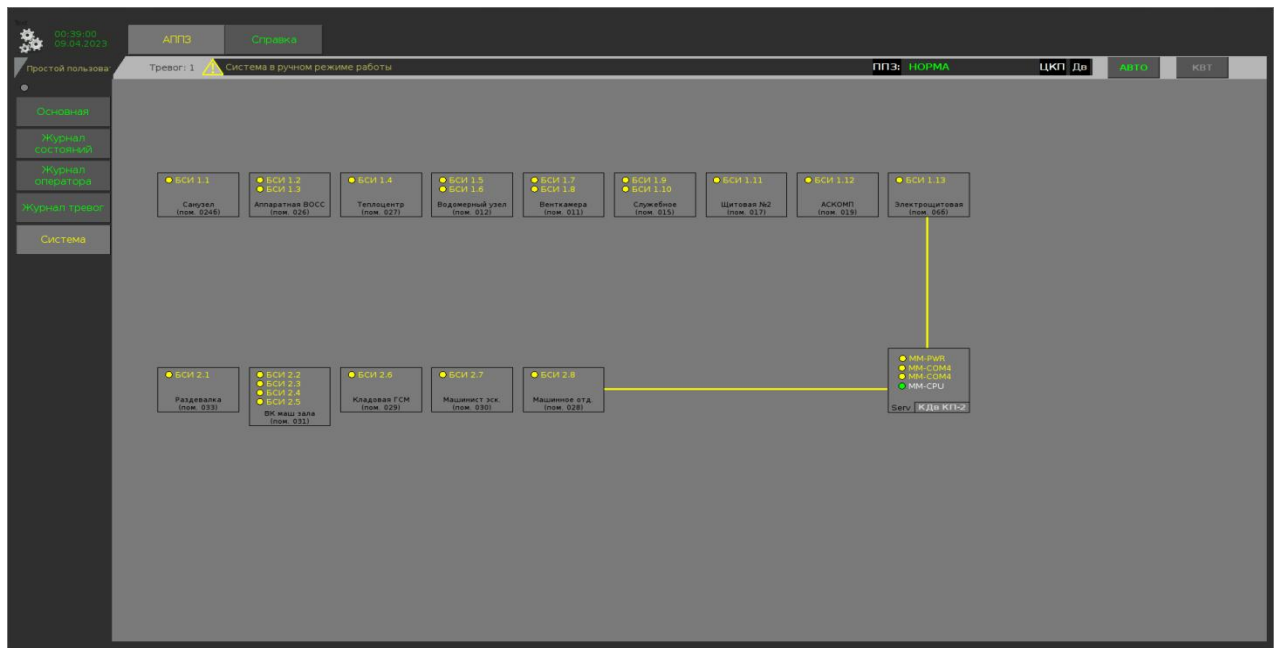 00:39:00
09.04.2023
АППЗ
Справка
Простой пользова
Тревог: 1
Система в ручном режиме работы
ППЗ: НОРМА
ЦКП Дв
АВТО
КВТ
Основная
Журнал
состояний
Журнал
оператора
Журнал тревог
Система
БСИ 1.1
Санузел
(пом. 024б)
БСИ 1.2
БСИ 1.3
Аппаратная ВОСС
(пом. 026)
БСИ 1.4
Теплоцентр
(пом. 027)
БСИ 1.5
БСИ 1.6
Водомерный узел
(пом. 012)
БСИ 1.7
БСИ 1.8
Венткамера
(пом. 011)
БСИ 1.9
БСИ 1.10
Служебное
(пом. 015)
БСИ 1.11
Щитовая №2
(пом. 017)
БСИ 1.12
АСКОМП
(пом. 019)
БСИ 1.13
Электрощитовая
(пом. 06б)
БСИ 2.1
Раздевалка
(пом. 033)
БСИ 2.2
БСИ 2.3
БСИ 2.4
БСИ 2.5
ВК маш зала
(пом. 031)
БСИ 2.6
Кладовая ГСМ
(пом. 029)
БСИ 2.7
Машинист эск.
(пом. 030)
БСИ 2.8
Машинное отд.
(пом. 028)
MM-PWR
MM-COM4
MM-COM4
MM-CPU
Serv КДв КП-2